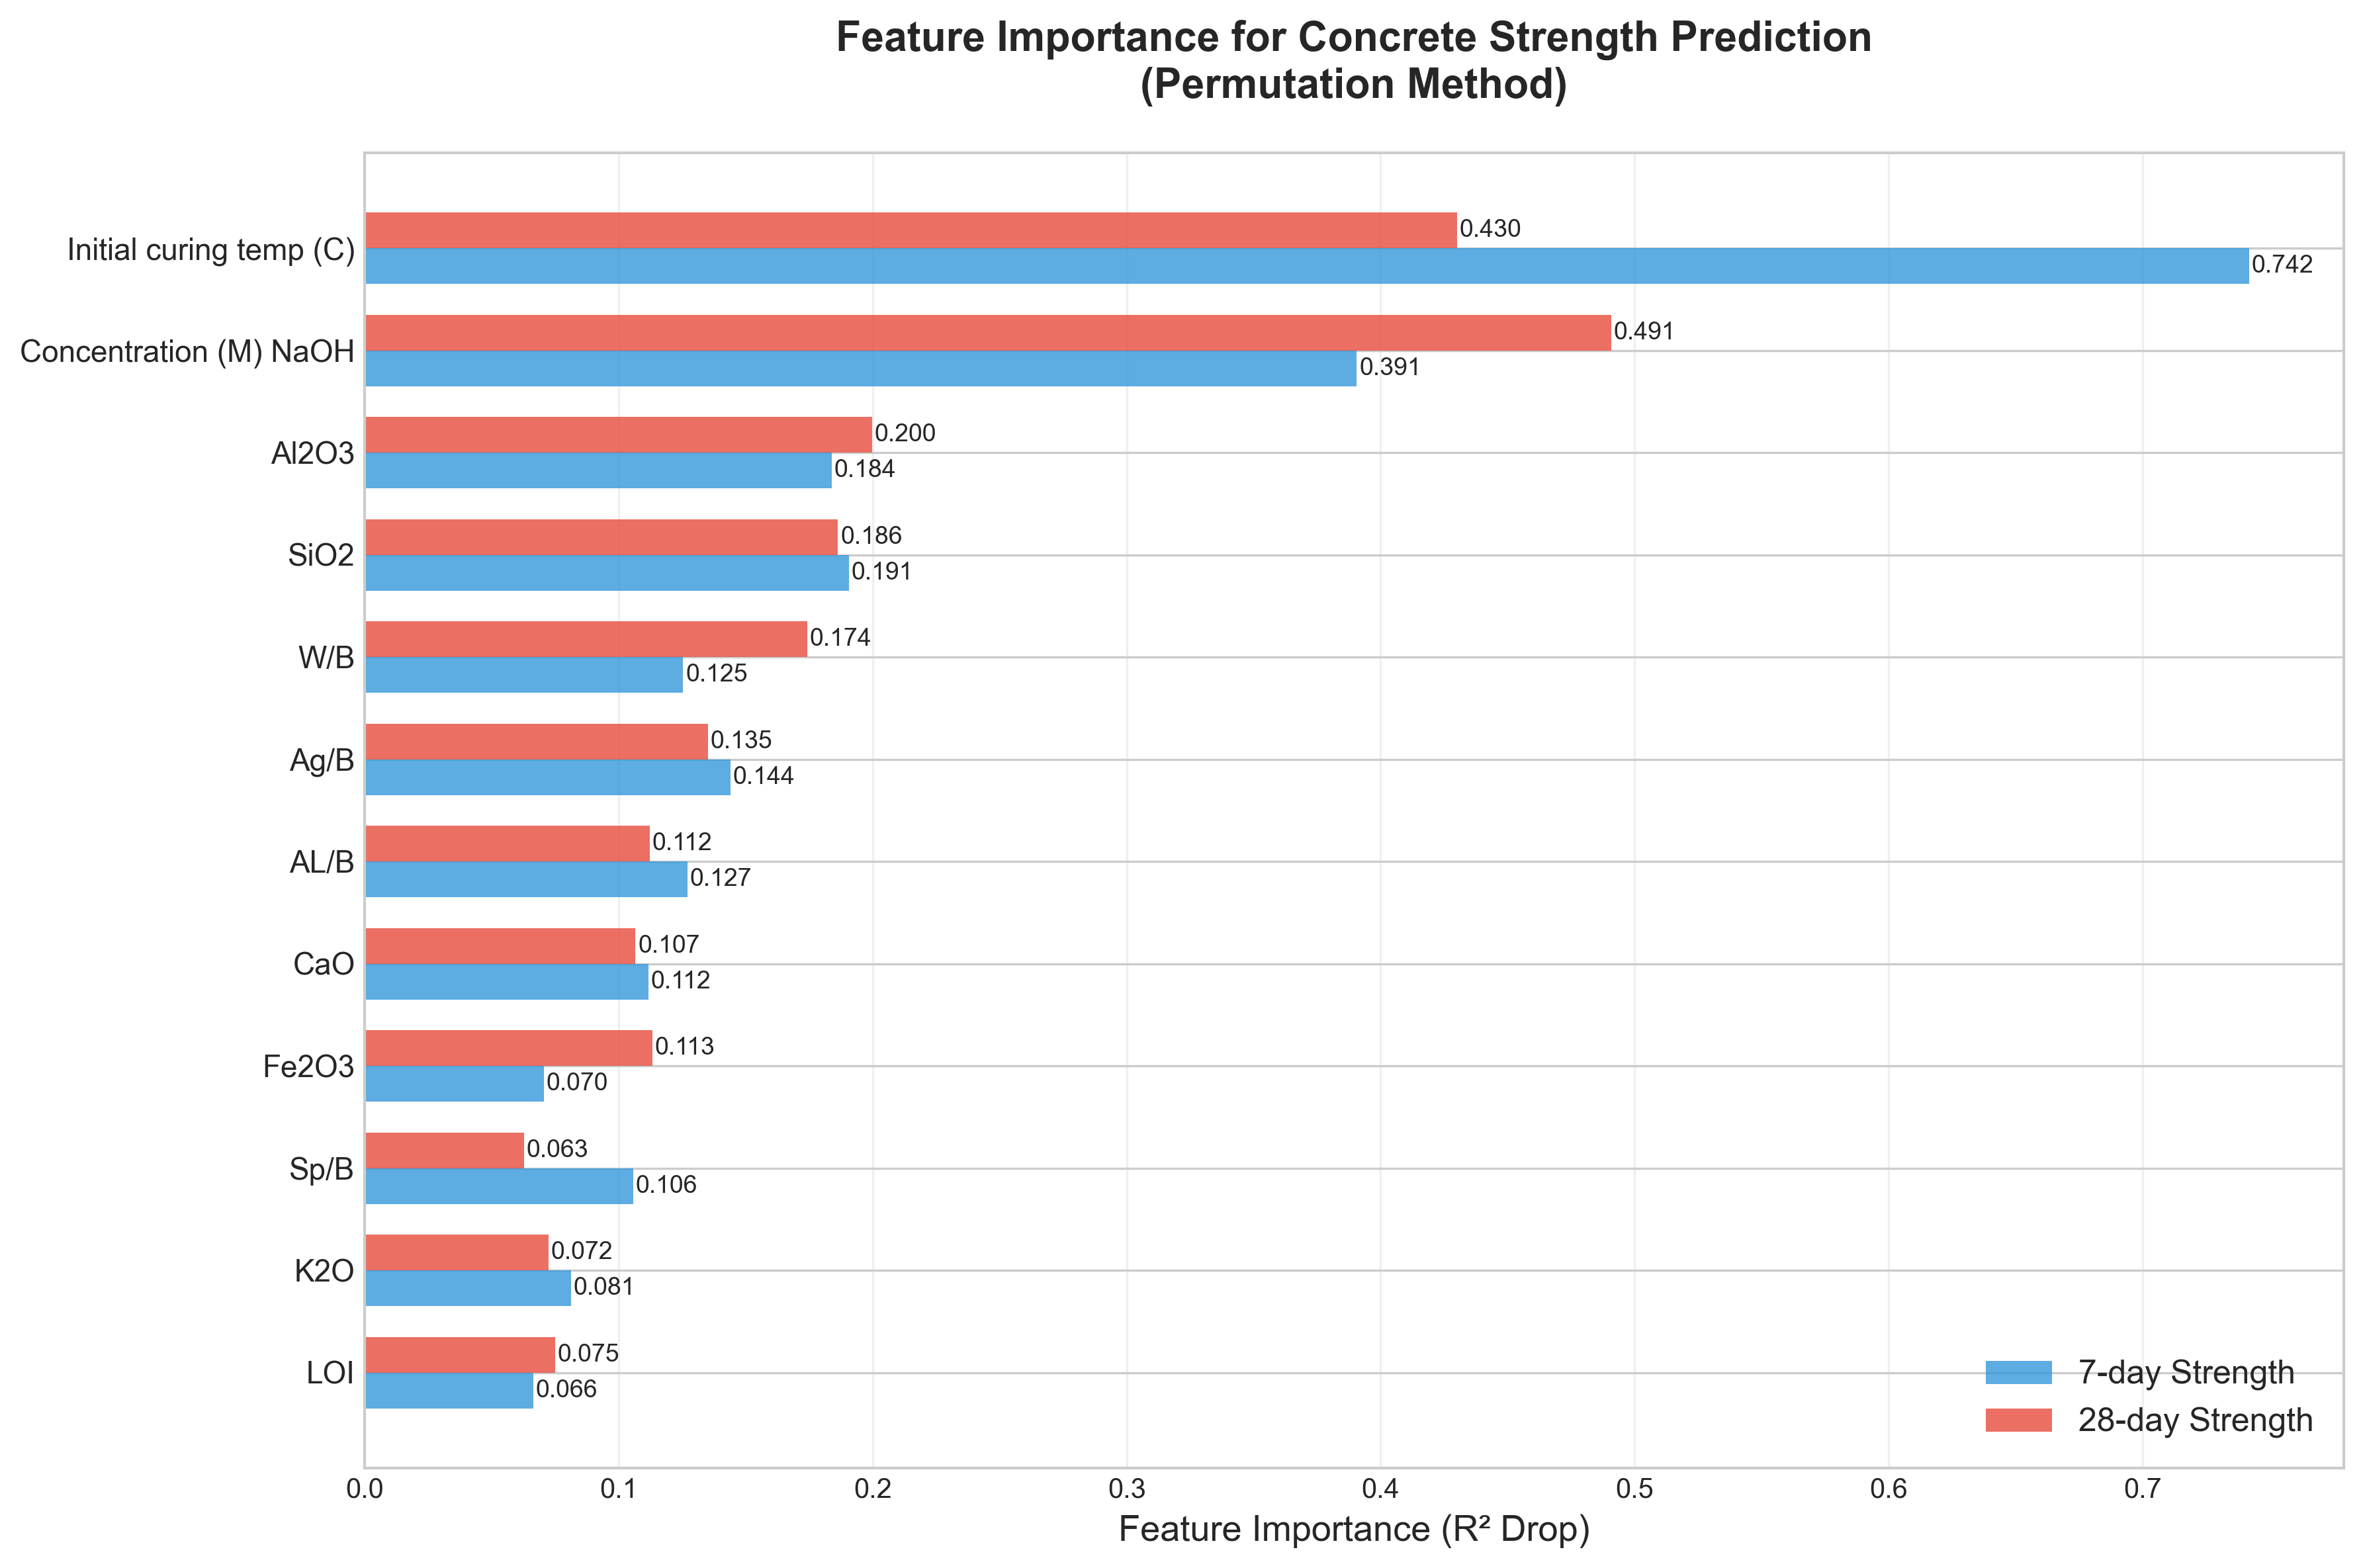 Feature Importance for Concrete Strength Prediction
(Permutation Method)
Initial curing temp (C)
0.430
0.742
Concentration (M) NaOH
0.491
0.391
Al2O3
0.200
0.184
SiO2
0.186
0.191
W/B
0.174
0.125
Ag/B
0.135
0.144
AL/B
0.112
0.127
CaO
0.107
0.112
Fe2O3
0.113
0.070
Sp/B
0.063
0.106
K2O
0.072
0.081
LOI
0.075
0.066
7-day Strength
28-day Strength
0.0 0.1 0.2 0.3 0.4 0.5 0.6 0.7
Feature Importance (R² Drop)